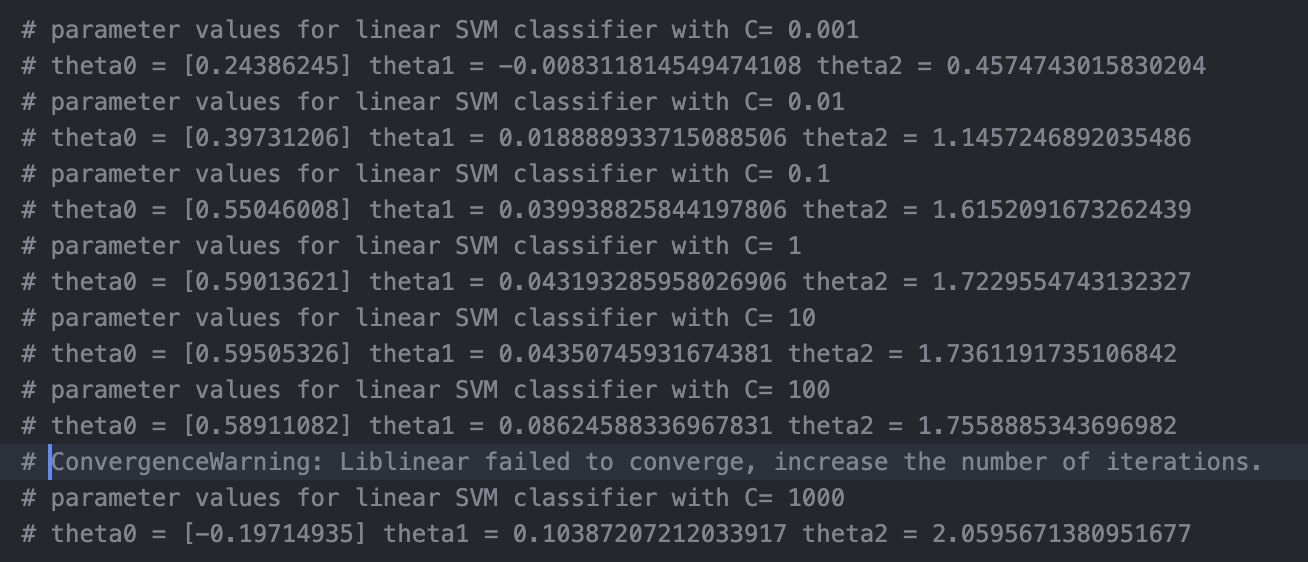 # parameter values for linear SVM classifier with C= 0.001
# theta0 = [0.24386245] theta1 = -0.008311814549474108 theta2 = 0.4574743015830204
# parameter values for linear SVM classifier with C= 0.01
# theta0 = [0.39731206] theta1 = 0.018888933715088506 theta2 = 1.1457246892035486
# parameter values for linear SVM classifier with C= 0.1
# theta0 = [0.55046008] theta1 = 0.039938825844197806 theta2 = 1.6152091673262439
# parameter values for linear SVM classifier with C= 1
# theta0 = [0.59013621] theta1 = 0.043193285958026906 theta2 = 1.7229554743132327
# parameter values for linear SVM classifier with C= 10
# theta0 = [0.59505326] theta1 = 0.04350745931674381 theta2 = 1.7361191735106842
# parameter values for linear SVM classifier with C= 100
# theta0 = [0.58911082] theta1 = 0.08624588336967831 theta2 = 1.7558885343696982
# ConvergenceWarning: Liblinear failed to converge, increase the number of iterations.
# parameter values for linear SVM classifier with C= 1000
# theta0 = [-0.19714935] theta1 = 0.10387207212033917 theta2 = 2.0595671380951677